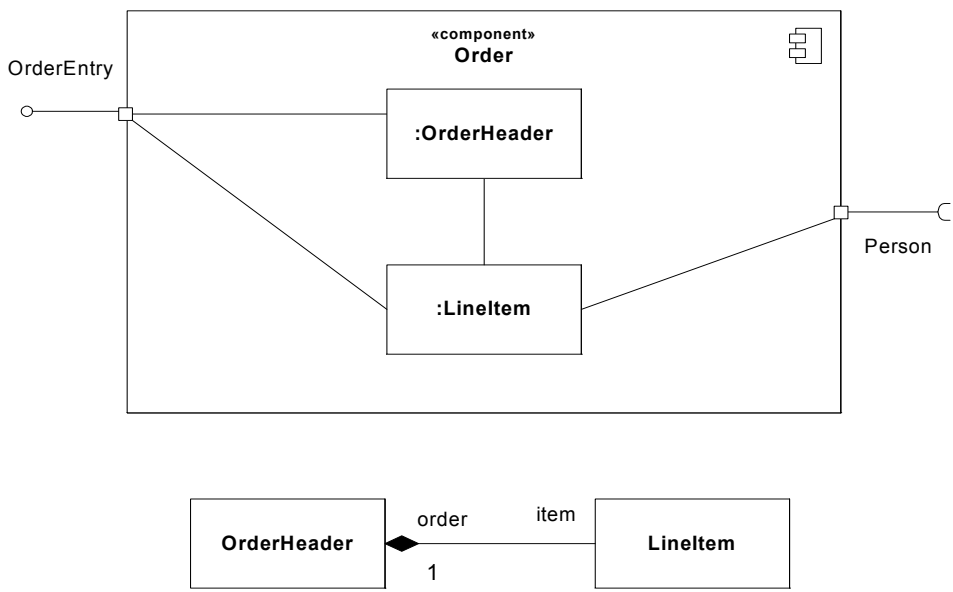 «component»
Order
OrderEntry
:OrderHeader
Person
:LineItem
order
item
OrderHeader
LineItem
1